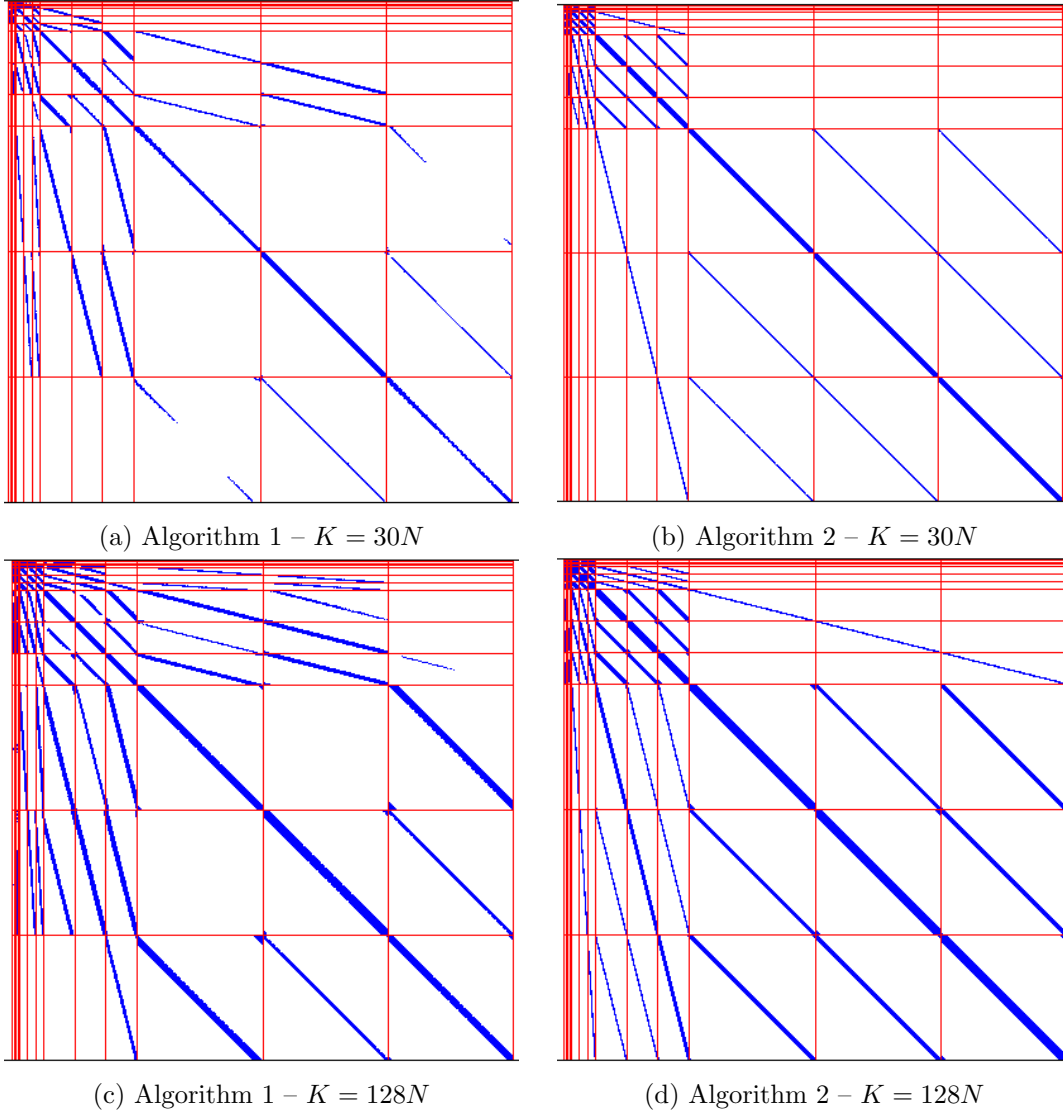 (a) Algorithm 1 – K = 30N
(b) Algorithm 2 – K = 30N
(c) Algorithm 1 – K = 128N
(d) Algorithm 2 – K = 128N